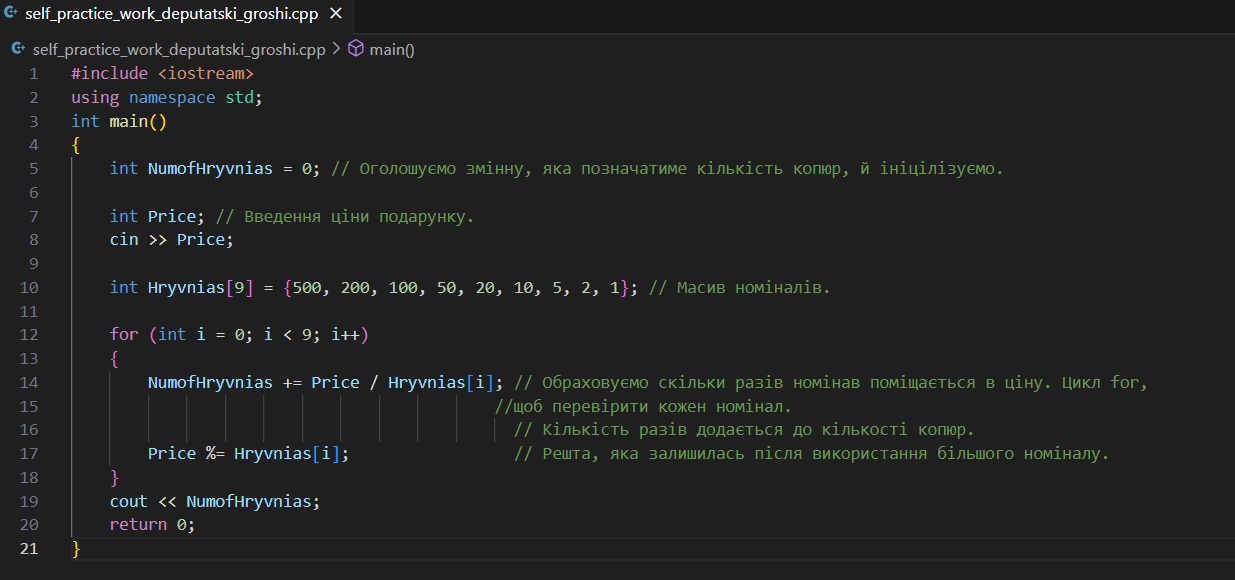 self_practice_work_deputatski_groshi.cpp ×
self_practice_work_deputatski_groshi.cpp > main()
1 #include <iostream>
2 using namespace std;
3 int main()
4 {
5 int NumofHryvnias = 0; // Оголошуємо змінну, яка позначатиме кількість копюр, й ініцілізуємо.
6
7 int Price; // Введення ціни подарунку.
8 cin >> Price;
9
10 int Hryvnias[9] = {500, 200, 100, 50, 20, 10, 5, 2, 1}; // Масив номіналів.
11
12 for (int i = 0; i < 9; i++)
13 {
14 NumofHryvnias += Price / Hryvnias[i]; // Обраховуємо скільки разів номінав поміщається в ціну. Цикл for,
15 //щоб перевірити кожен номінал.
16 // Кількість разів додається до кількості копюр.
17 Price %= Hryvnias[i]; // Решта, яка залишилась після використання більшого номіналу.
18 }
19 cout << NumofHryvnias;
20 return 0;
21 }